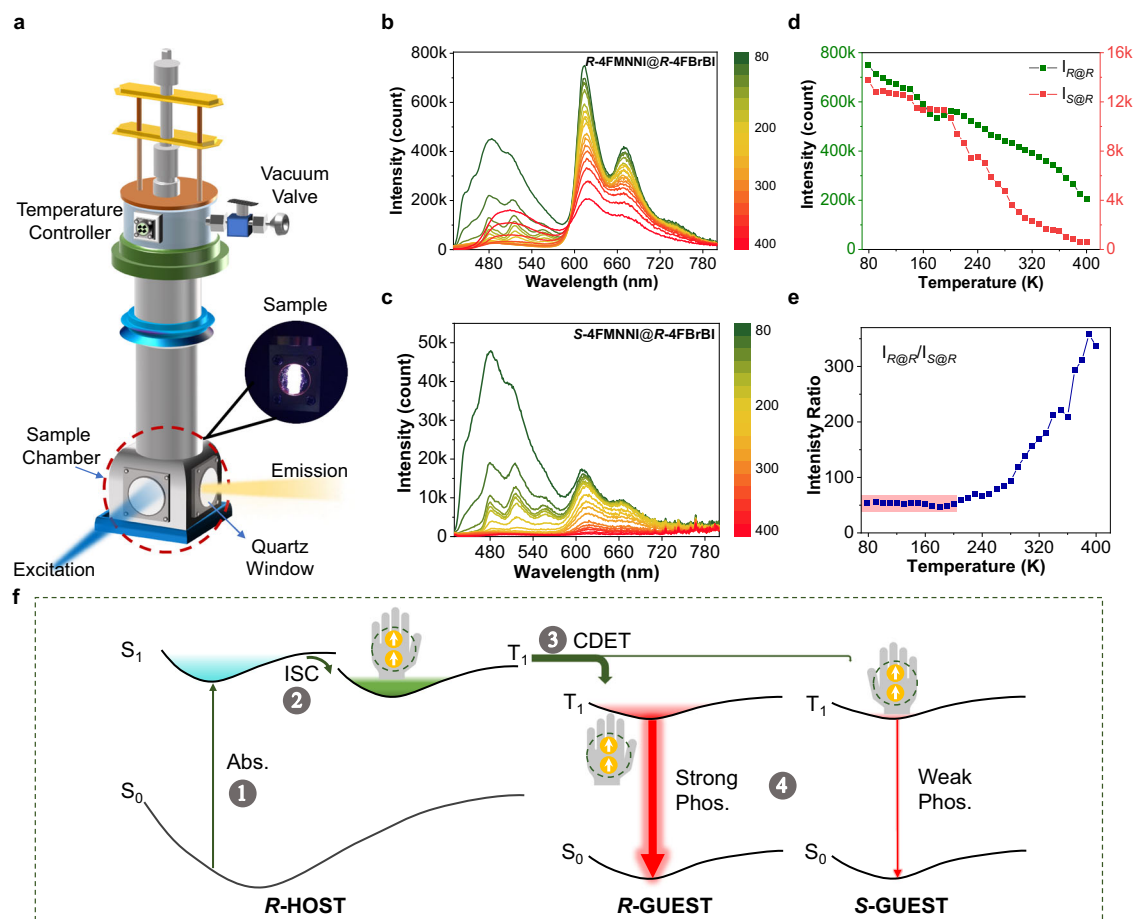 a
Temperature
Controller
Vacuum
Valve
Sample
Sample
Chamber
Emission
Quartz
Window
Excitation
b
800k
600k
400k
200k
0
Intensity (count)
480 540 600 660 720 780
Wavelength (nm)
R-4FMNNI@R-4FBrBI
80
200
300
400
c
50k
40k
30k
20k
10k
0
Intensity (count)
480 540 600 660 720 780
Wavelength (nm)
S-4FMNNI@R-4FBrBI
80
200
300
400
d
800k
600k
400k
200k
0
Intensity (count)
16k
12k
8k
4k
0
I_R@R
I_S@R
80 160 240 320 400
Temperature (K)
e
300
200
100
50
0
Intenisty Ratio
I_R@R/I_S@R
80 160 240 320 400
Temperature (K)
f
S₁
ISC
2
T₁
3 CDET
Abs.
1
S₀
R-HOST
T₁
Strong
Phos.
4
S₀
R-GUEST
T₁
Weak
Phos.
S₀
S-GUEST